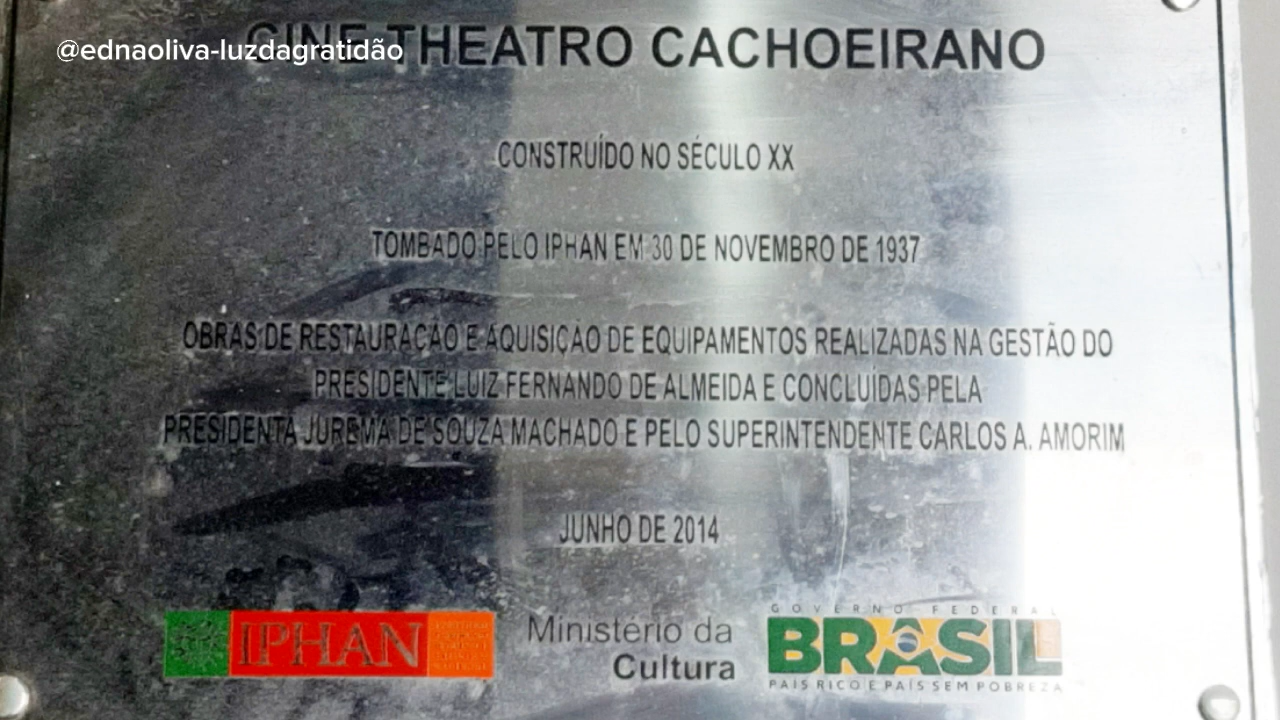 CINE THEATRO CACHOEIRANO
@ednaoliva-luzdagratidão
CONSTRUÍDO NO SÉCULO XX
TOMBADO PELO IPHAN EM 30 DE NOVEMBRO DE 1937
OBRAS DE RESTAURAÇÃO E AQUISIÇÃO DE EQUIPAMENTOS REALIZADAS NA GESTÃO DO
PRESIDENTE LUIZ FERNANDO DE ALMEIDA E CONCLUÍDAS PELA
PRESIDENTA JUREMA DE SOUZA MACHADO E PELO SUPERINTENDENTE CARLOS A. AMORIM
JUNHO DE 2014
IPHAN
Ministério da
Cultura
GOVERNO FEDERAL
BRASIL
PAÍS RICO É PAÍS SEM POBREZA